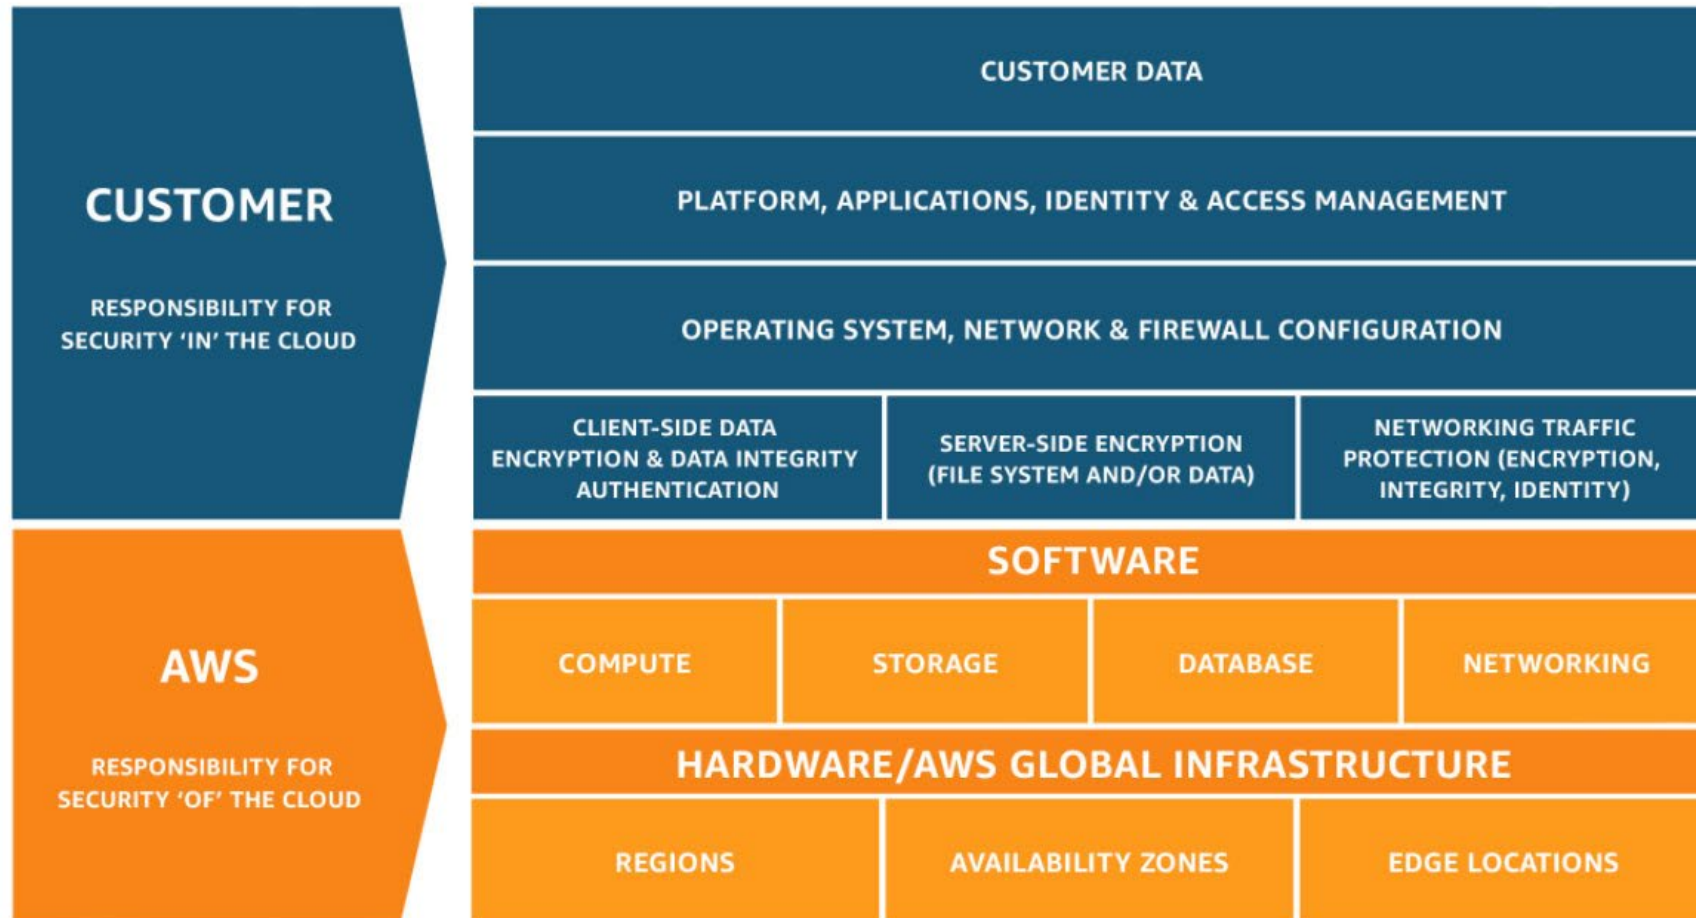 CUSTOMER
RESPONSIBILITY FOR
SECURITY ‘IN’ THE CLOUD
CUSTOMER DATA
PLATFORM, APPLICATIONS, IDENTITY & ACCESS MANAGEMENT
OPERATING SYSTEM, NETWORK & FIREWALL CONFIGURATION
CLIENT-SIDE DATA
ENCRYPTION & DATA INTEGRITY
AUTHENTICATION
SERVER-SIDE ENCRYPTION
(FILE SYSTEM AND/OR DATA)
NETWORKING TRAFFIC
PROTECTION (ENCRYPTION,
INTEGRITY, IDENTITY)
AWS
RESPONSIBILITY FOR
SECURITY ‘OF’ THE CLOUD
SOFTWARE
COMPUTE
STORAGE
DATABASE
NETWORKING
HARDWARE/AWS GLOBAL INFRASTRUCTURE
REGIONS
AVAILABILITY ZONES
EDGE LOCATIONS